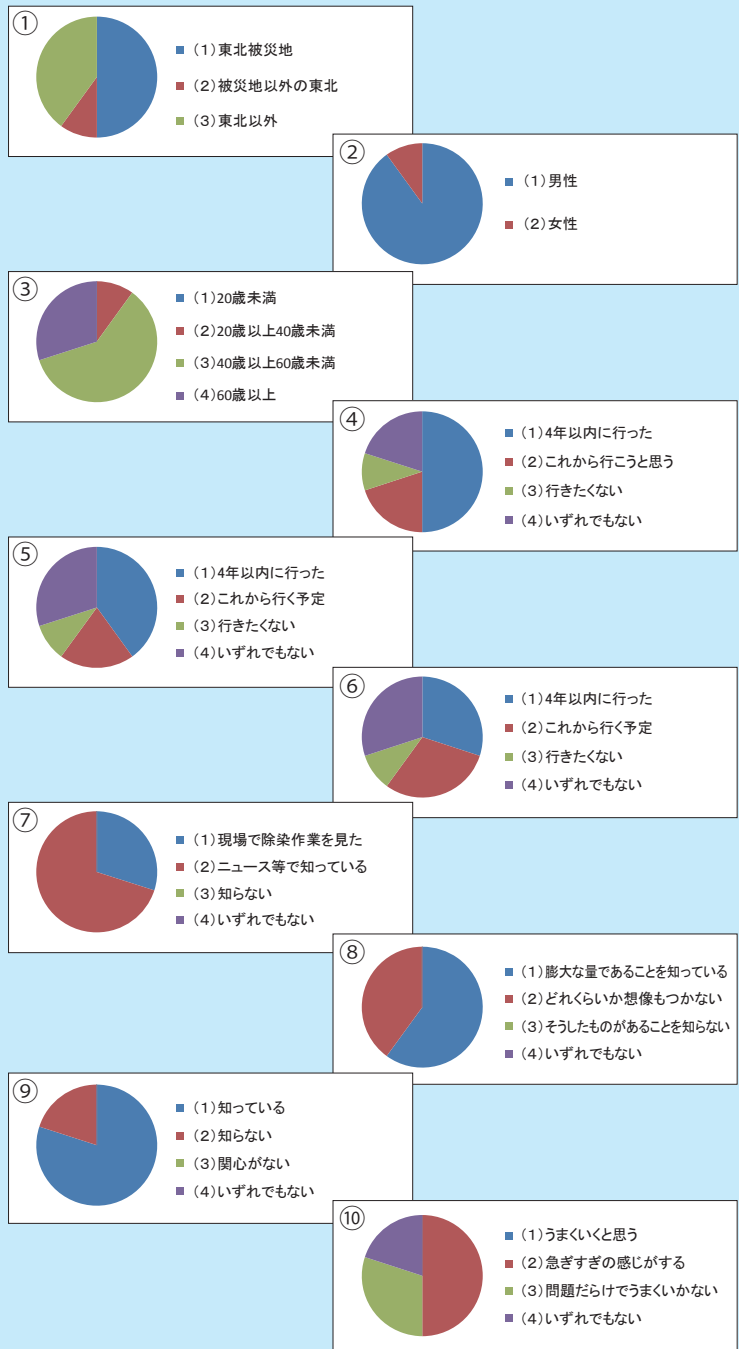 ①
(1)東北被災地
(2)被災地以外の東北
(3)東北以外
②
(1)男性
(2)女性
③
(1)20歳未満
(2)20歳以上40歳未満
(3)40歳以上60歳未満
(4)60歳以上
④
(1)4年以内に行った
(2)これから行こうと思う
(3)行きたくない
(4)いずれでもない
⑤
(1)4年以内に行った
(2)これから行く予定
(3)行きたくない
(4)いずれでもない
⑥
(1)4年以内に行った
(2)これから行く予定
(3)行きたくない
(4)いずれでもない
⑦
(1)現場で除染作業を見た
(2)ニュース等で知っている
(3)知らない
(4)いずれでもない
⑧
(1)膨大な量であることを知っている
(2)どれくらいか想像もつかない
(3)そうしたものがあることを知らない
(4)いずれでもない
⑨
(1)知っている
(2)知らない
(3)関心がない
(4)いずれでもない
⑩
(1)うまくいくと思う
(2)急ぎすぎの感じがする
(3)問題だらけでうまくいかない
(4)いずれでもない